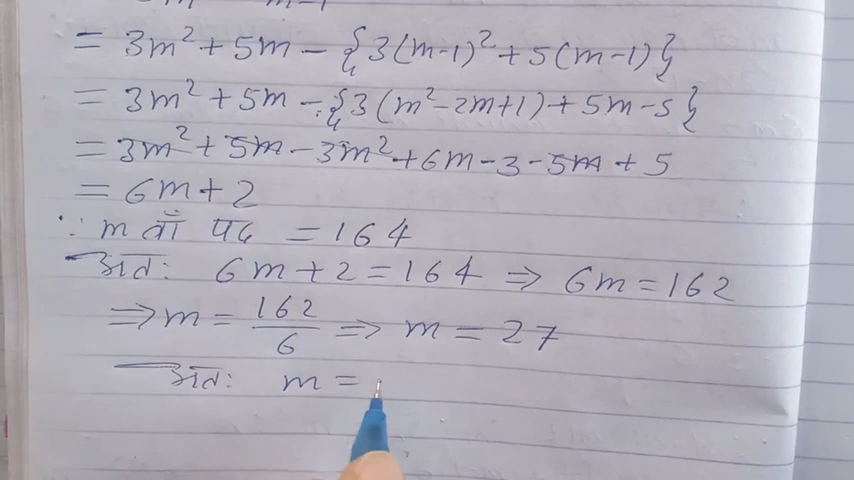 = 3m² + 5m - {3(m-1)² + 5(m-1)}
= 3m² + 5m - {3(m²-2m+1) + 5m-5}
= 3m² + 5m - 3m² + 6m - 3 - 5m + 5
= 6m + 2
∵ m वाँ पद = 164
अतः 6m + 2 = 164 ⇒ 6m = 162
⇒ m = 162/6 ⇒ m = 27
अतः m =